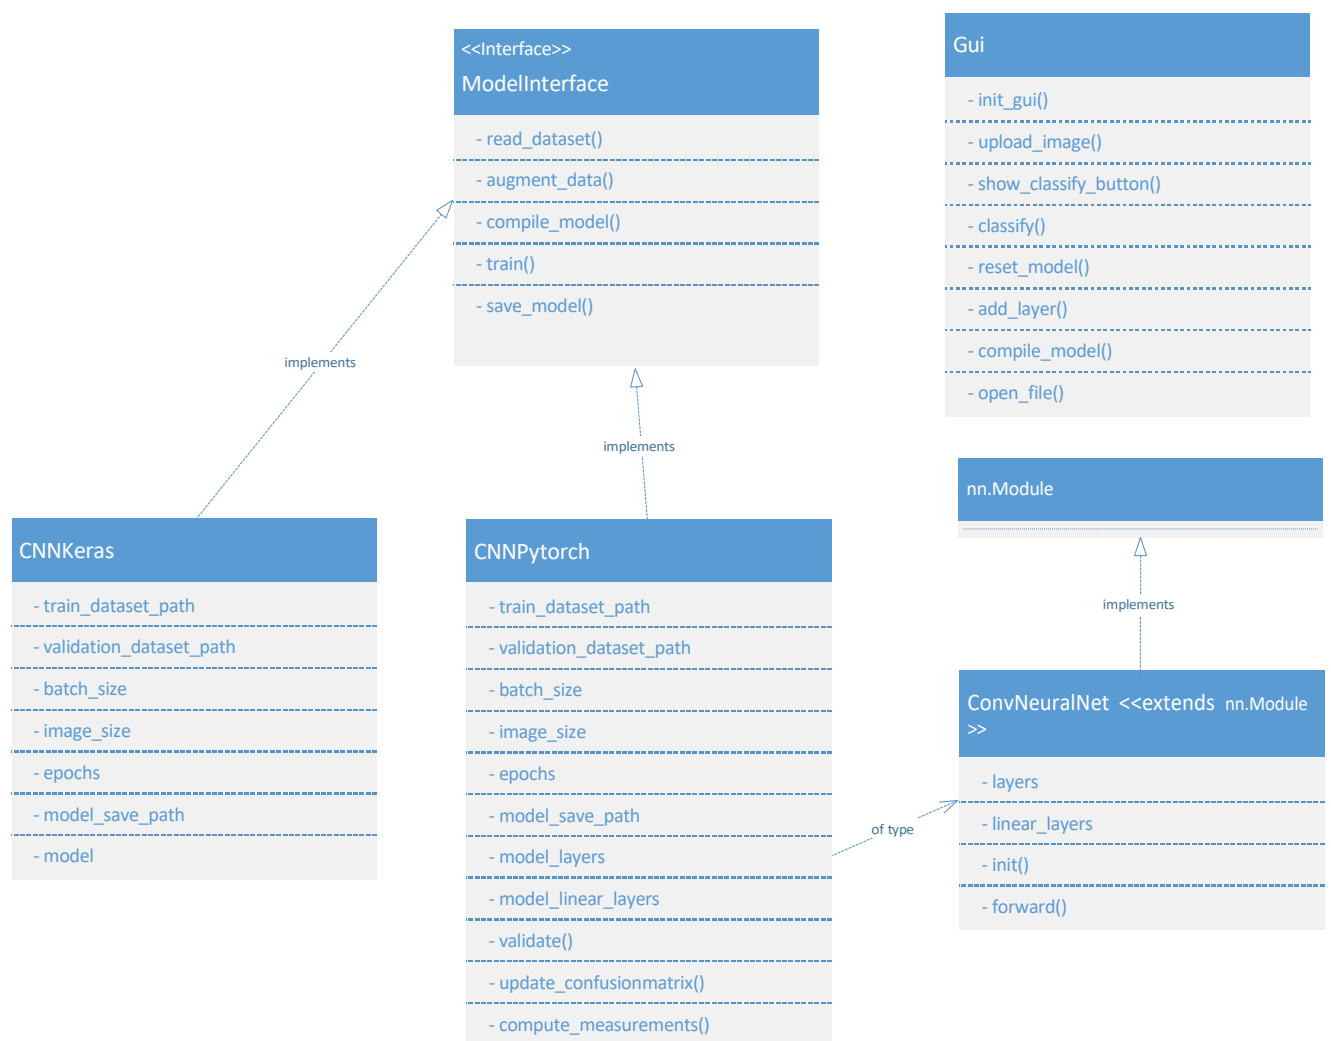 <<Interface>>
ModelInterface
- read_dataset()
- augment_data()
- compile_model()
- train()
- save_model()
Gui
- init_gui()
- upload_image()
- show_classify_button()
- classify()
- reset_model()
- add_layer()
- compile_model()
- open_file()
implements
implements
nn.Module
implements
CNNKeras
- train_dataset_path
- validation_dataset_path
- batch_size
- image_size
- epochs
- model_save_path
- model
CNNPytorch
- train_dataset_path
- validation_dataset_path
- batch_size
- image_size
- epochs
- model_save_path
- model_layers
- model_linear_layers
- validate()
- update_confusionmatrix()
- compute_measurements()
of type
ConvNeuralNet <<extends nn.Module
>>
- layers
- linear_layers
- init()
- forward()